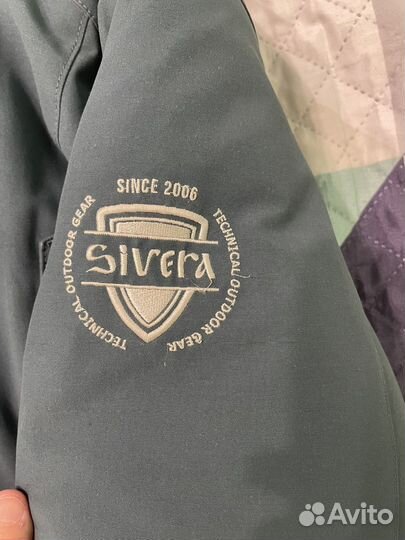 SINCE 2006
TECHNICAL OUTDOOR GEAR
Sivera
TECHNICAL OUTDOOR GEAR
Avito